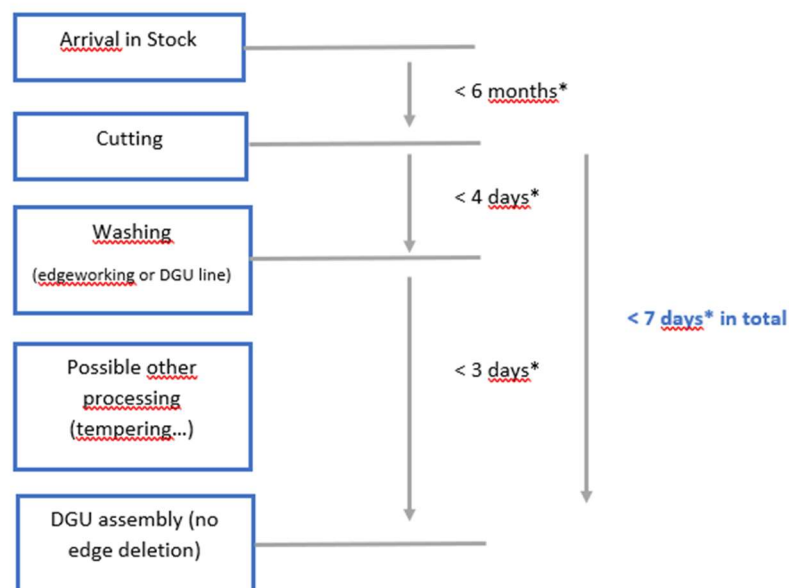 Arrival in Stock
< 6 months*
Cutting
< 4 days*
Washing
(edgeworking or DGU line)
< 7 days* in total
Possible other
processing
(tempering...)
< 3 days*
DGU assembly (no
edge deletion)